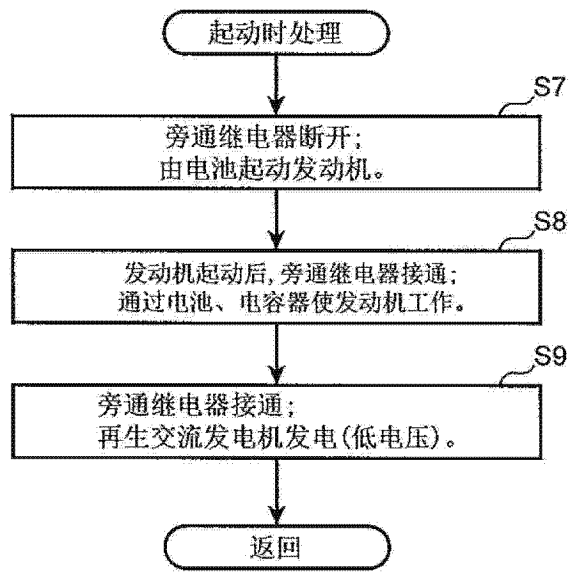 起动时处理
S7
旁通继电器断开;
由电池起动发动机。
S8
发动机起动后,旁通继电器接通;
通过电池、电容器使发动机工作。
S9
旁通继电器接通;
再生交流发电机发电(低电压)。
返回